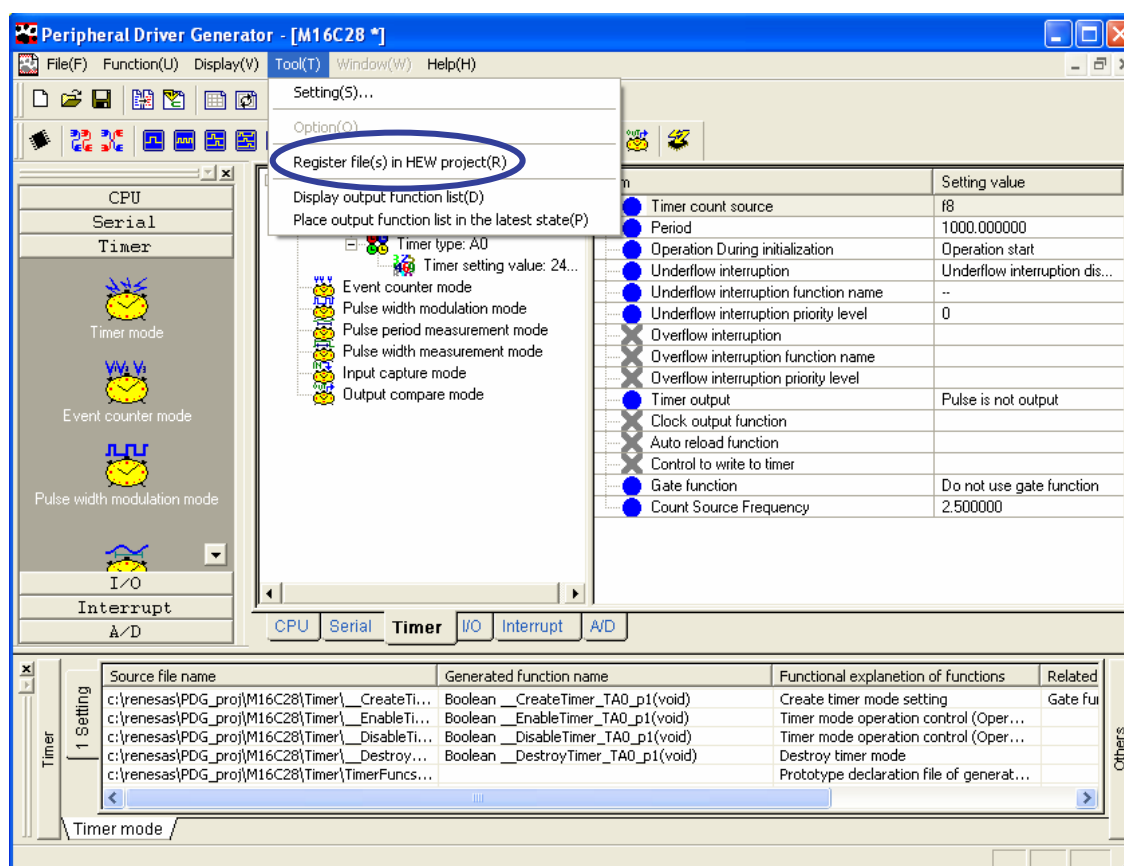 Peripheral Driver Generator - [M16C28 *]
File(F) Function(U) Display(V) Tool(T) Window(W) Help(H)
Setting(S)...
Option(O)
Register file(s) in HEW project(R)
Display output function list(D)
Place output function list in the latest state(P)
CPU
Serial
Timer
Timer mode
Event counter mode
Pulse width modulation mode
I/O
Interrupt
A/D
Timer type: A0
Timer setting value: 24...
Event counter mode
Pulse width modulation mode
Pulse period measurement mode
Pulse width measurement mode
Input capture mode
Output compare mode
Setting value
Timer count source f8
Period 1000.000000
Operation During initialization Operation start
Underflow interruption Underflow interruption dis...
Underflow interruption function name --
Underflow interruption priority level 0
Overflow interruption
Overflow interruption function name
Overflow interruption priority level
Timer output Pulse is not output
Clock output function
Auto reload function
Control to write to timer
Gate function Do not use gate function
Count Source Frequency 2.500000
CPU Serial Timer I/O Interrupt A/D
Timer
1 Setting
Source file name Generated function name Functional explanetion of functions Related
c:\renesas\PDG_proj\M16C28\Timer\__CreateTi... Boolean __CreateTimer_TA0_p1(void) Create timer mode setting Gate fu
c:\renesas\PDG_proj\M16C28\Timer\__EnableTi... Boolean __EnableTimer_TA0_p1(void) Timer mode operation control (Oper...
c:\renesas\PDG_proj\M16C28\Timer\__DisableTi... Boolean __DisableTimer_TA0_p1(void) Timer mode operation control (Oper...
c:\renesas\PDG_proj\M16C28\Timer\__Destroy... Boolean __DestroyTimer_TA0_p1(void) Destroy timer mode
c:\renesas\PDG_proj\M16C28\Timer\TimerFuncs... Prototype declaration file of generat...
Others
Timer mode